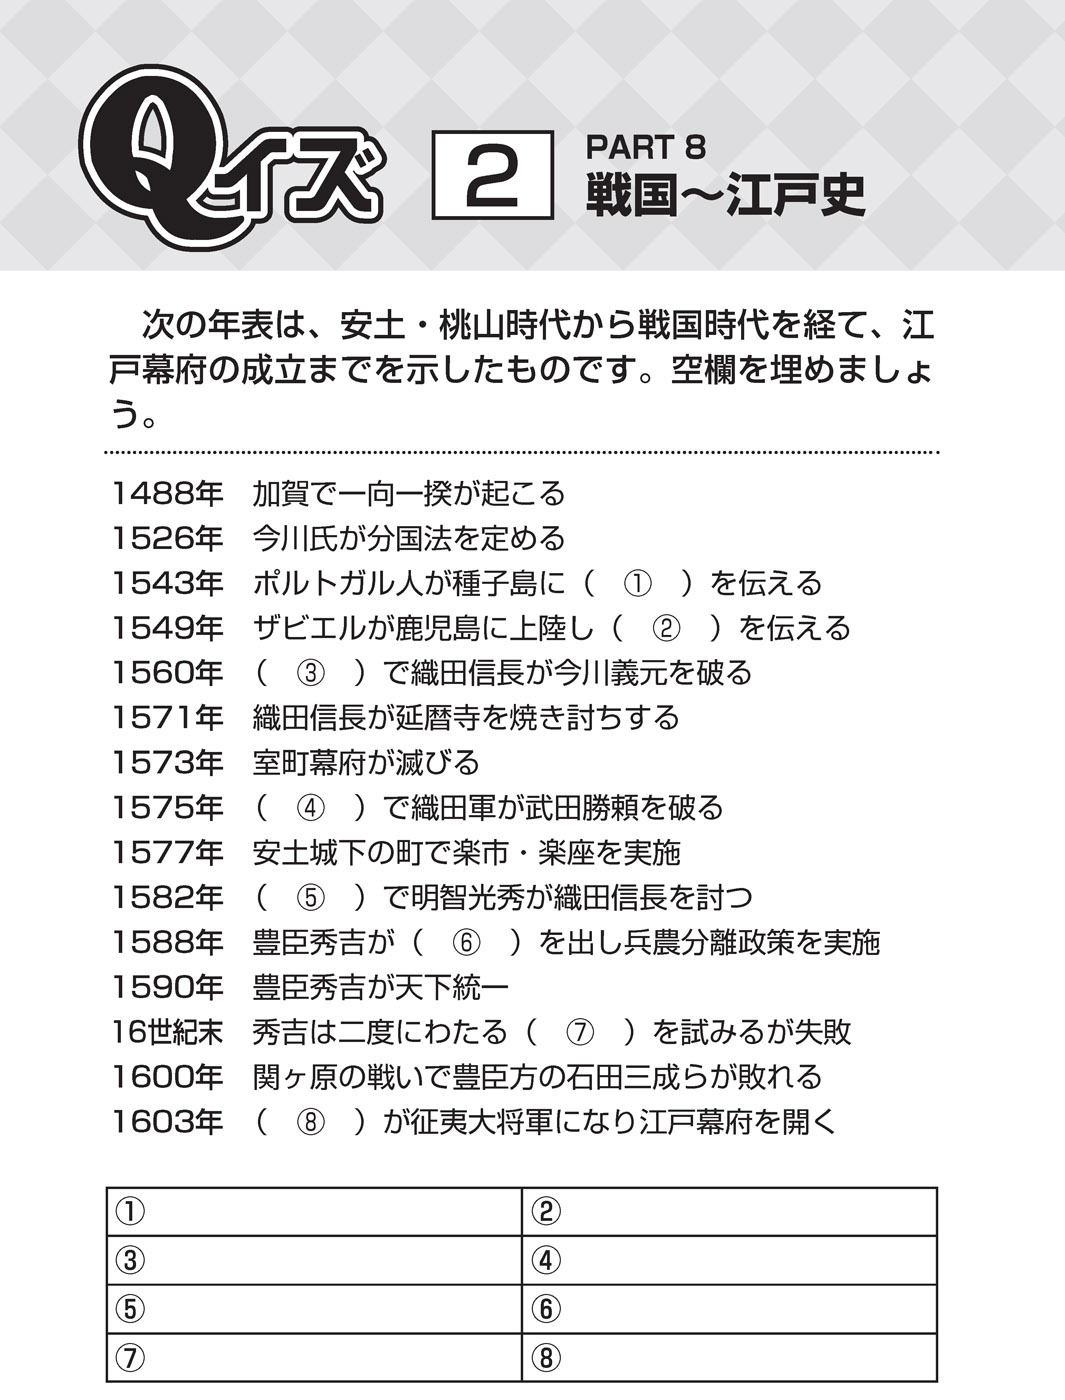 Qイズ 2 PART 8
戦国〜江戸史
次の年表は、安土・桃山時代から戦国時代を経て、江
戸幕府の成立までを示したものです。空欄を埋めましょ
う。
1488年 加賀で一向一揆が起こる
1526年 今川氏が分国法を定める
1543年 ポルトガル人が種子島に（ ① ）を伝える
1549年 ザビエルが鹿児島に上陸し（ ② ）を伝える
1560年 （ ③ ）で織田信長が今川義元を破る
1571年 織田信長が延暦寺を焼き討ちする
1573年 室町幕府が滅びる
1575年 （ ④ ）で織田軍が武田勝頼を破る
1577年 安土城下の町で楽市・楽座を実施
1582年 （ ⑤ ）で明智光秀が織田信長を討つ
1588年 豊臣秀吉が（ ⑥ ）を出し兵農分離政策を実施
1590年 豊臣秀吉が天下統一
16世紀末 秀吉は二度にわたる（ ⑦ ）を試みるが失敗
1600年 関ヶ原の戦いで豊臣方の石田三成らが敗れる
1603年 （ ⑧ ）が征夷大将軍になり江戸幕府を開く
① ②
③ ④
⑤ ⑥
⑦ ⑧